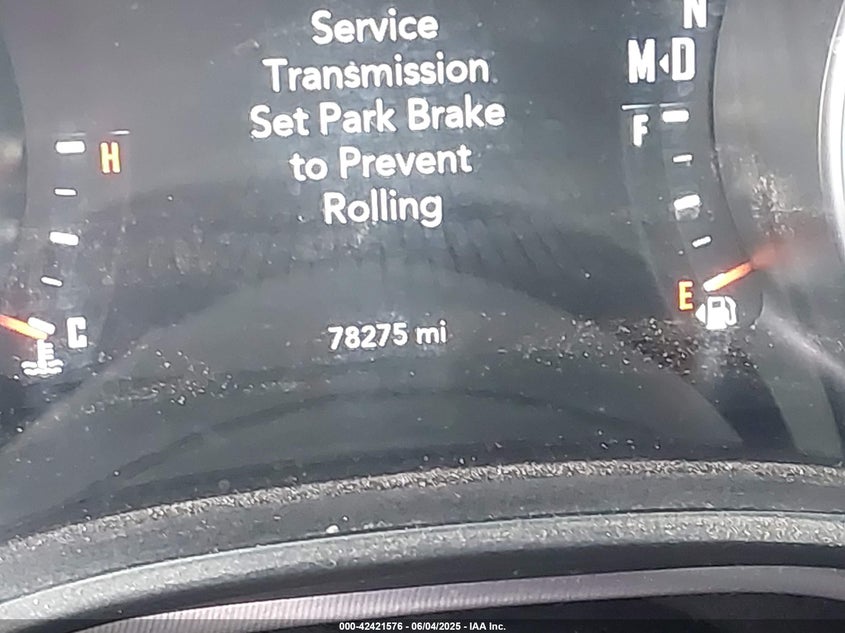 Service
Transmission
Set Park Brake
to Prevent
Rolling
N
M◂D
F
H
E
C
78275 mi
000-42421576 - 06/04/2025 - IAA Inc.